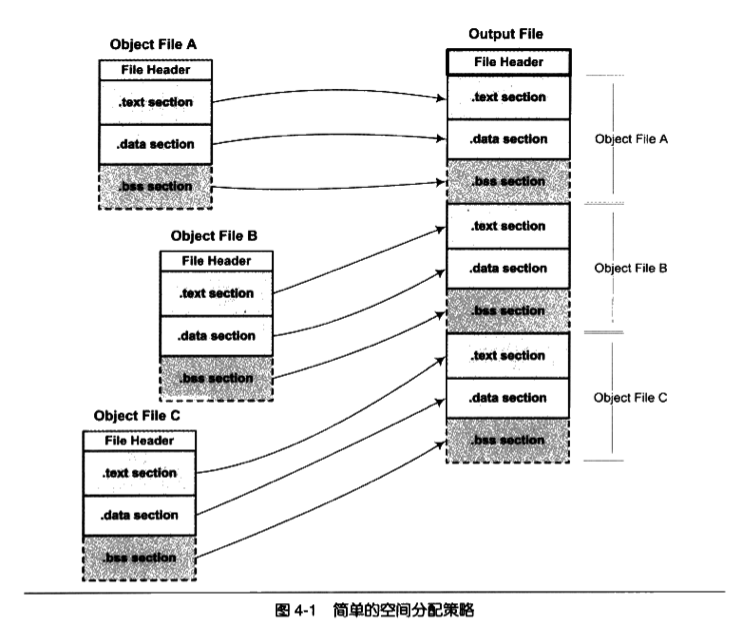 Object File A
File Header
.text section
.data section
.bss section
Object File B
File Header
.text section
.data section
.bss section
Object File C
File Header
.text section
.data section
.bss section
Output File
File Header
.text section
.data section
.bss section
.text section
.data section
.bss section
.text section
.data section
.bss section
Object File A
Object File B
Object File C
图 4-1 简单的空间分配策略